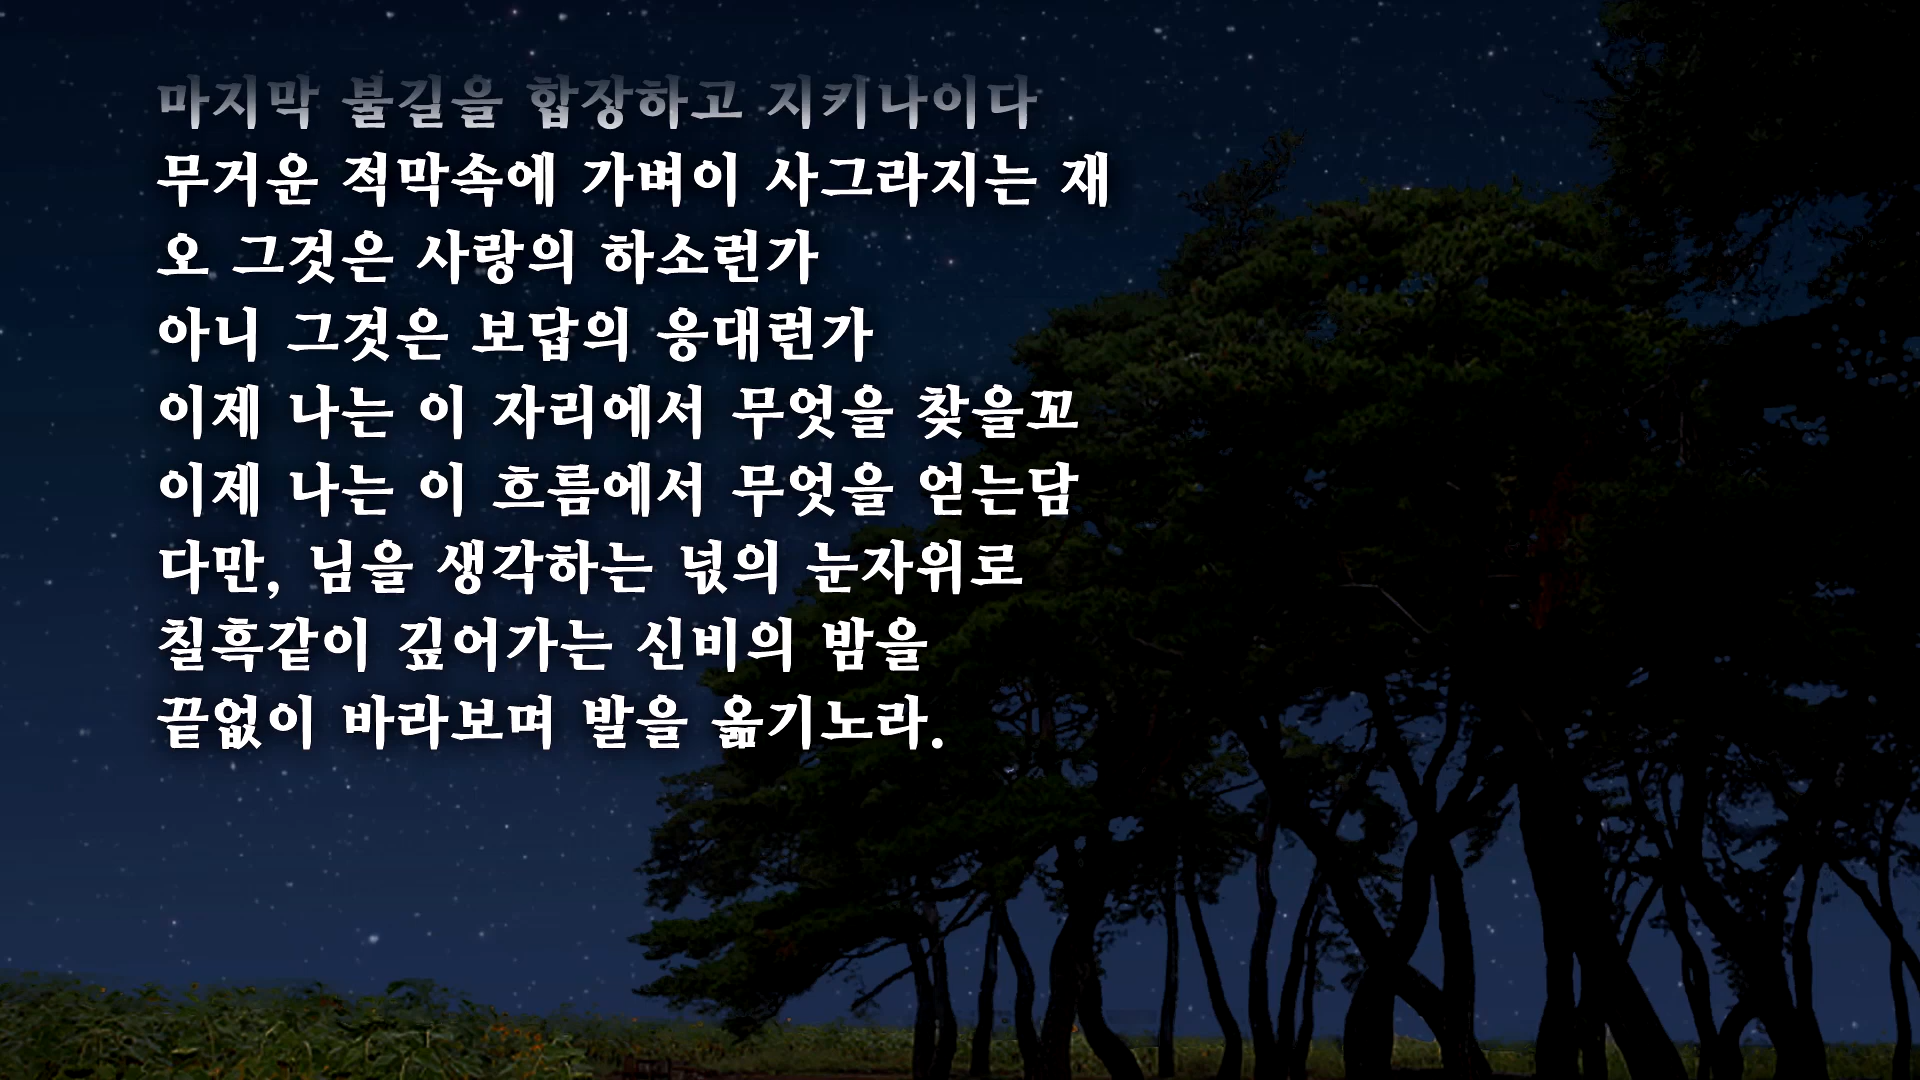 마지막 불길을 합장하고 지키나이다
무거운 적막속에 가벼이 사그라지는 재
오 그것은 사랑의 하소런가
아니 그것은 보답의 응대런가
이제 나는 이 자리에서 무엇을 찾을꼬
이제 나는 이 흐름에서 무엇을 얻는담
다만, 님을 생각하는 넋의 눈자위로
칠흑같이 깊어가는 신비의 밤을
끝없이 바라보며 발을 옮기노라.